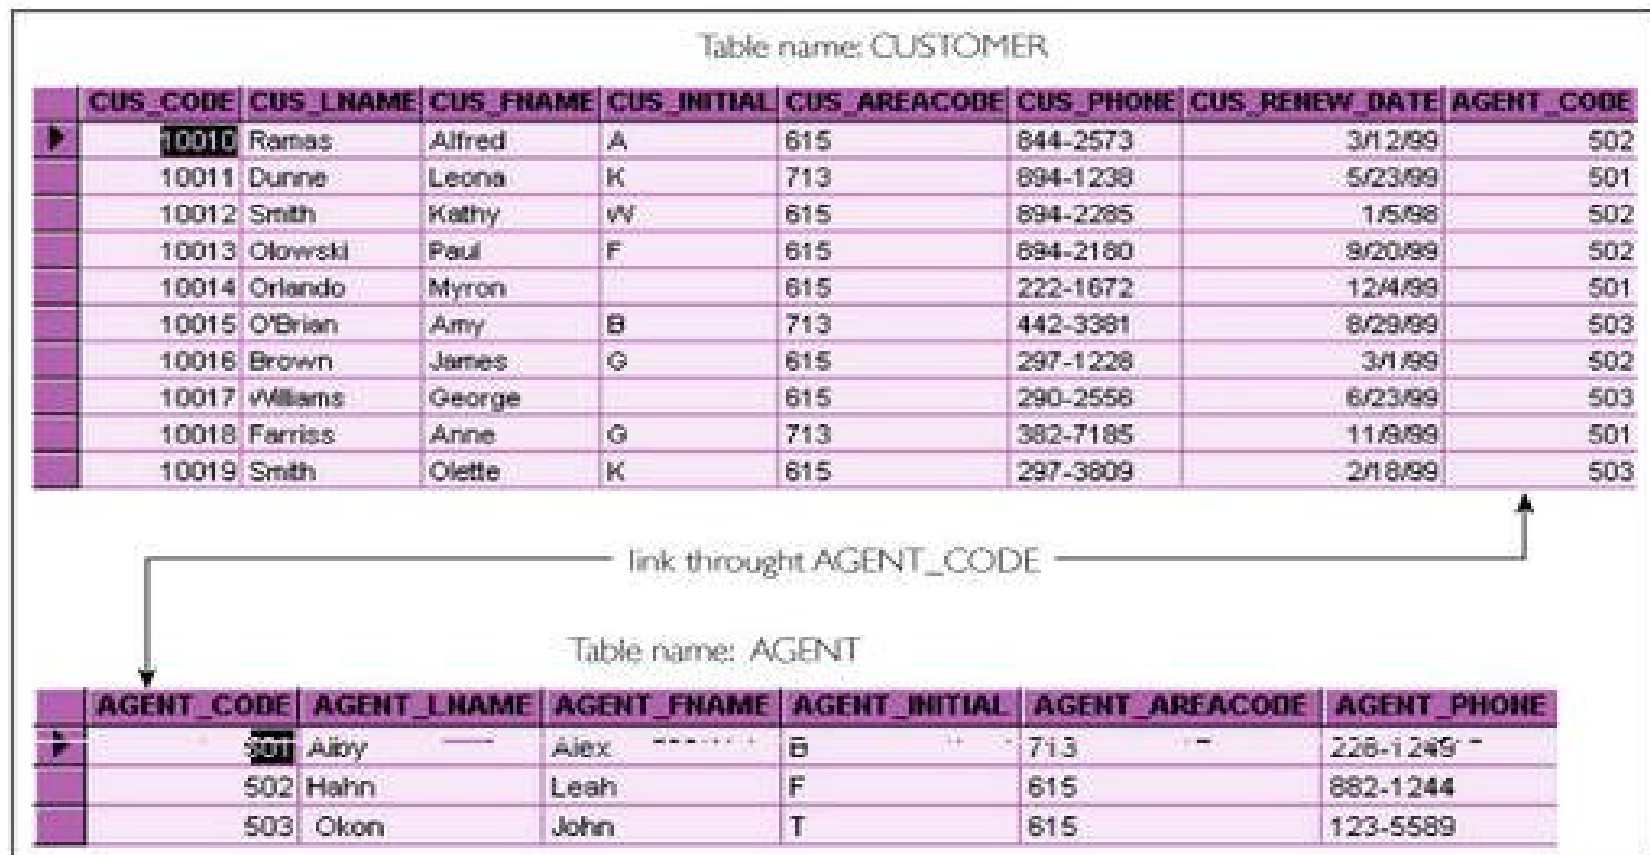 Table name: CUSTOMER
CUS_CODE CUS_LNAME CUS_FNAME CUS_INITIAL CUS_AREACODE CUS_PHONE CUS_RENEW_DATE AGENT_CODE
10010 Ramas Alfred A 615 844-2573 3/12/99 502
10011 Dunne Leona K 713 894-1238 5/23/99 501
10012 Smith Kathy W 615 894-2285 1/5/98 502
10013 Olowski Paul F 615 894-2180 9/20/99 502
10014 Orlando Myron 615 222-1672 12/4/99 501
10015 O'Brian Amy B 713 442-3381 8/29/99 503
10016 Brown James G 615 297-1228 3/1/99 502
10017 Williams George 615 290-2556 6/23/99 503
10018 Farriss Anne G 713 382-7185 11/9/99 501
10019 Smith Olette K 615 297-3809 2/18/99 503
link throught AGENT_CODE
Table name: AGENT
AGENT_CODE AGENT_LNAME AGENT_FNAME AGENT_INITIAL AGENT_AREACODE AGENT_PHONE
501 Alby Alex B 713 228-1249
502 Hahn Leah F 615 882-1244
503 Okon John T 615 123-5589